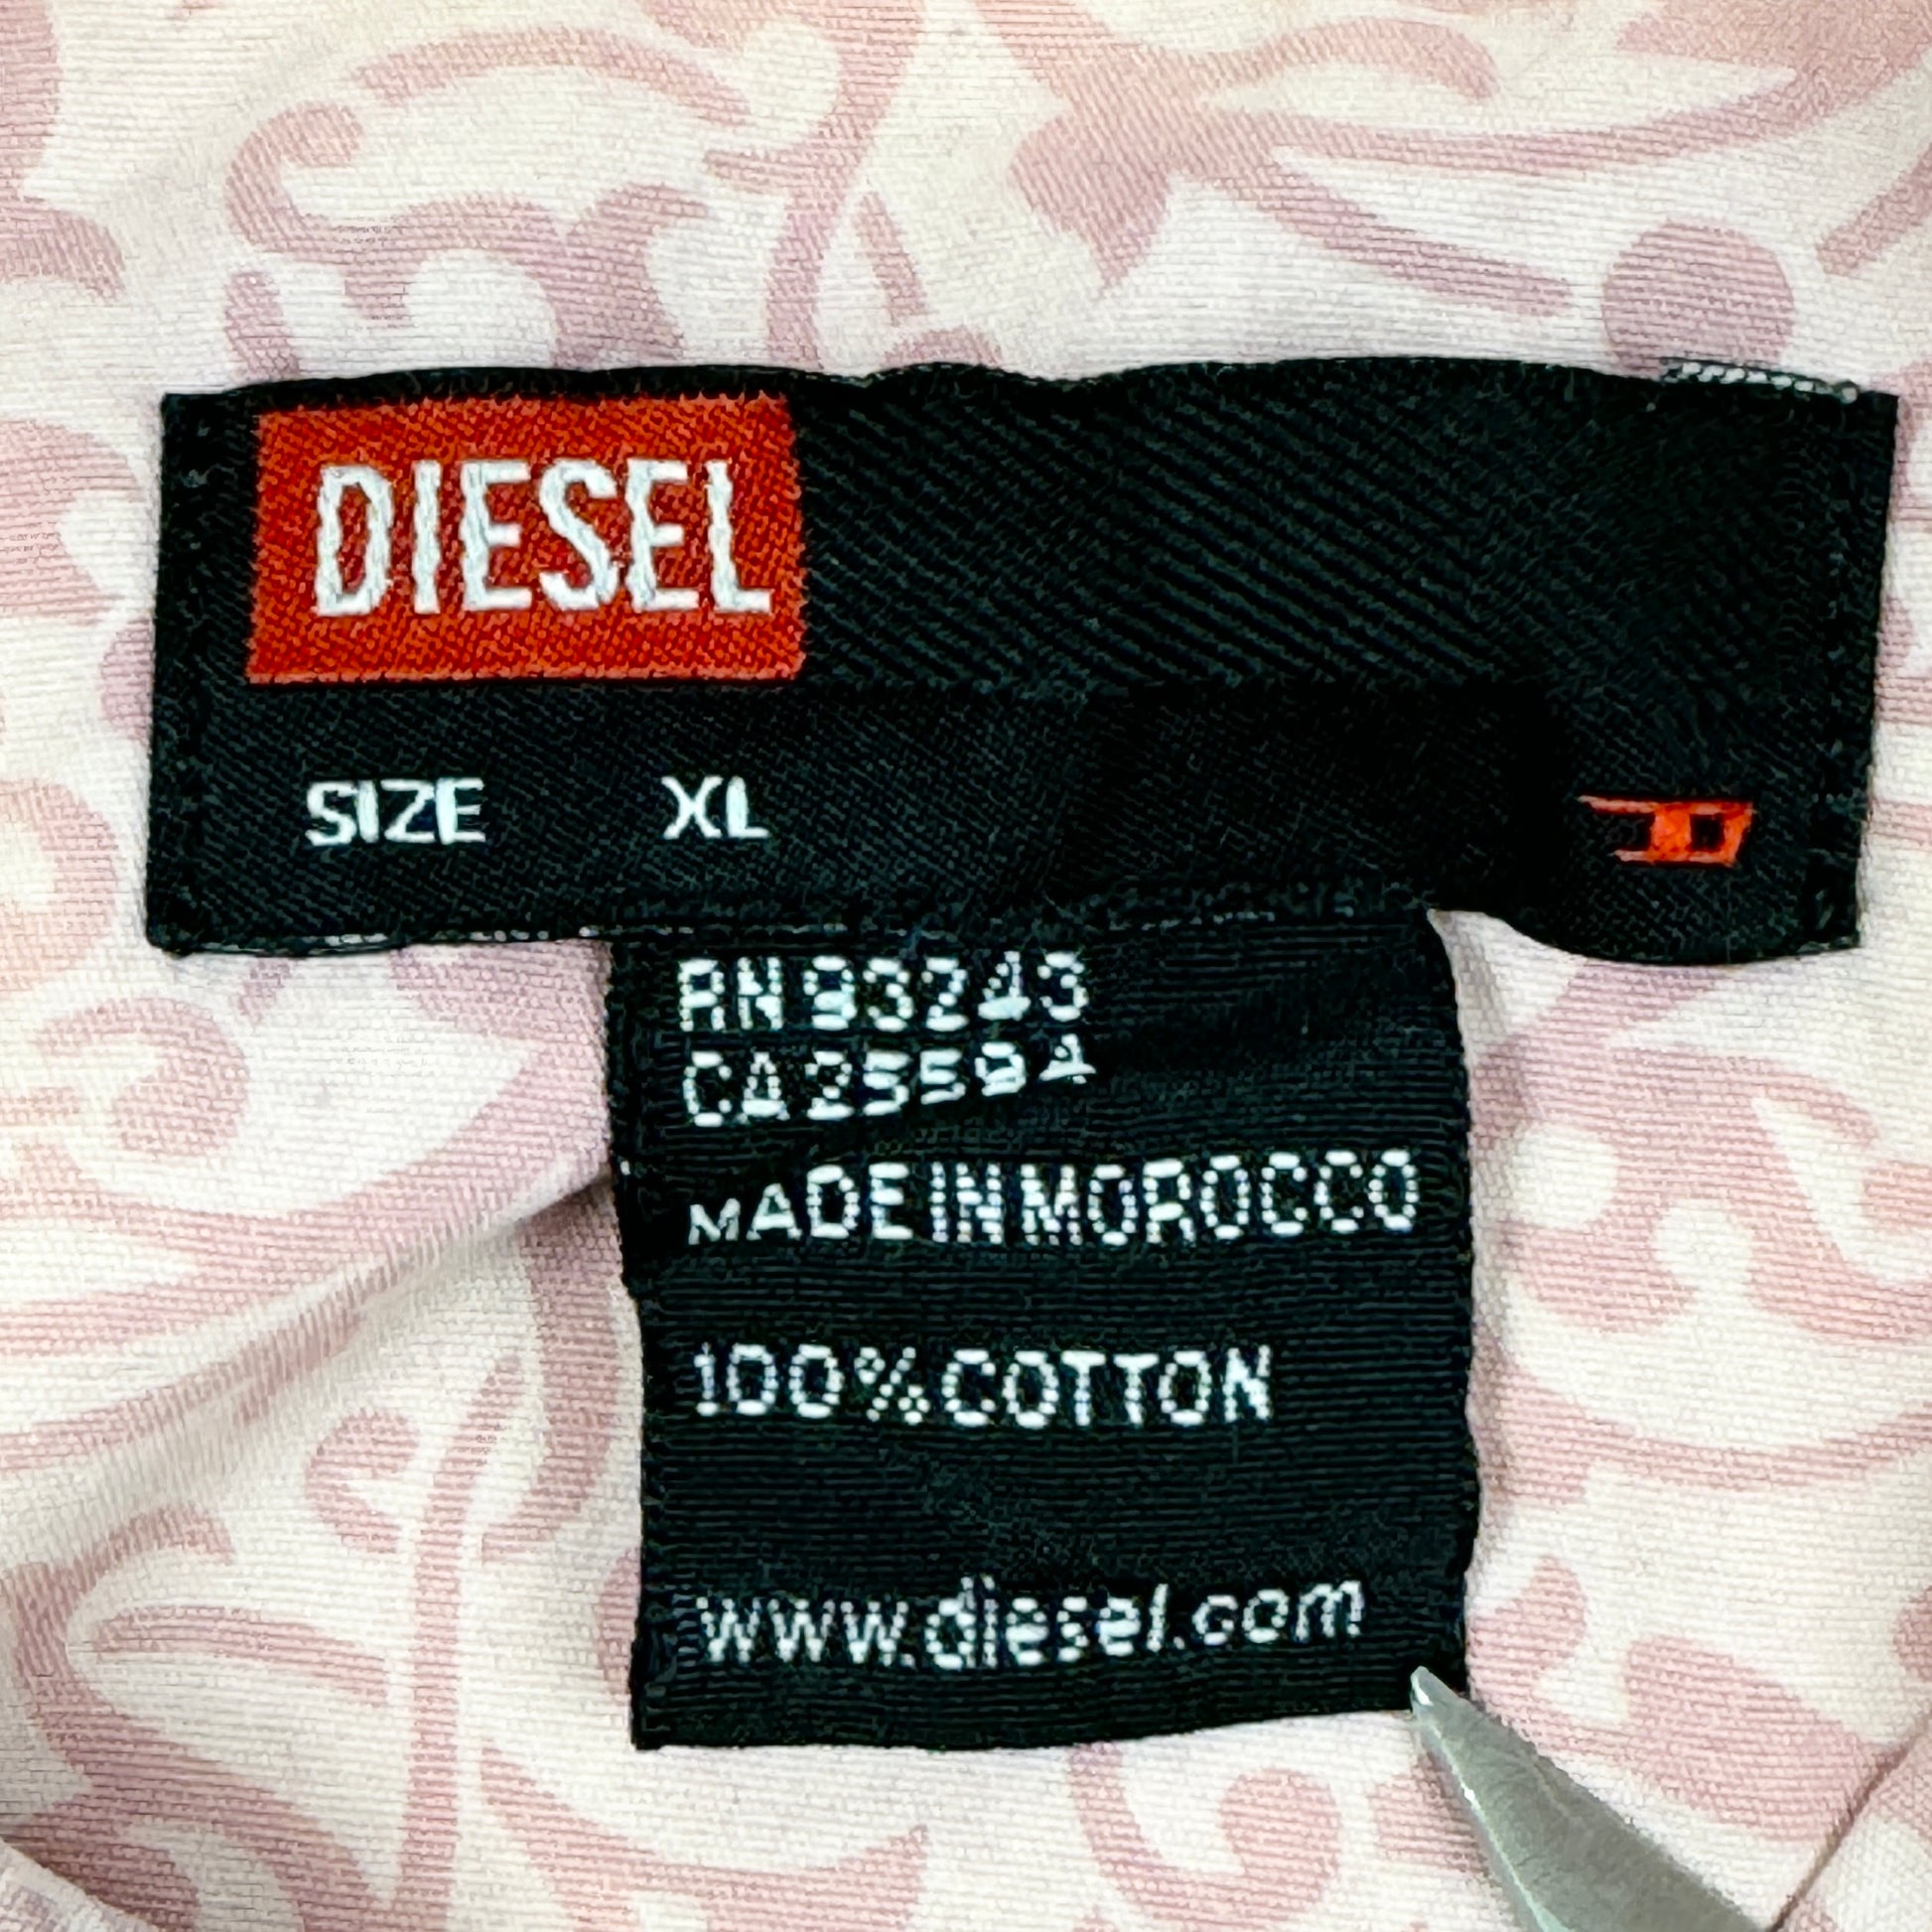 DIESEL
SIZE XL
D
RN 93243
CA 25594
MADE IN MOROCCO
100% COTTON
www.diesel.com